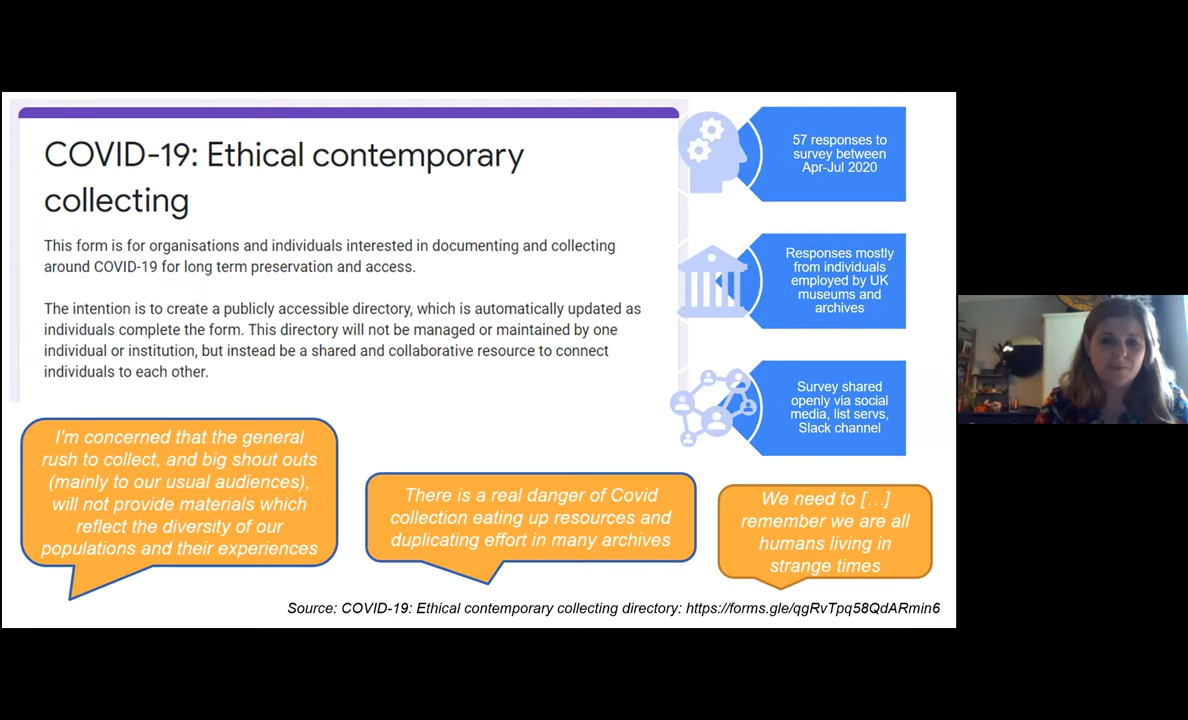 COVID-19: Ethical contemporary
collecting
This form is for organisations and individuals interested in documenting and collecting
around COVID-19 for long term preservation and access.
The intention is to create a publicly accessible directory, which is automatically updated as
individuals complete the form. This directory will not be managed or maintained by one
individual or institution, but instead be a shared and collaborative resource to connect
individuals to each other.
57 responses to
survey between
Apr-Jul 2020
Responses mostly
from individuals
employed by UK
museums and
archives
Survey shared
openly via social
media, list servs,
Slack channel
I'm concerned that the general
rush to collect, and big shout outs
(mainly to our usual audiences),
will not provide materials which
reflect the diversity of our
populations and their experiences
There is a real danger of Covid
collection eating up resources and
duplicating effort in many archives
We need to […]
remember we are all
humans living in
strange times
Source: COVID-19: Ethical contemporary collecting directory: https://forms.gle/qgRvTpq58QdARmin6